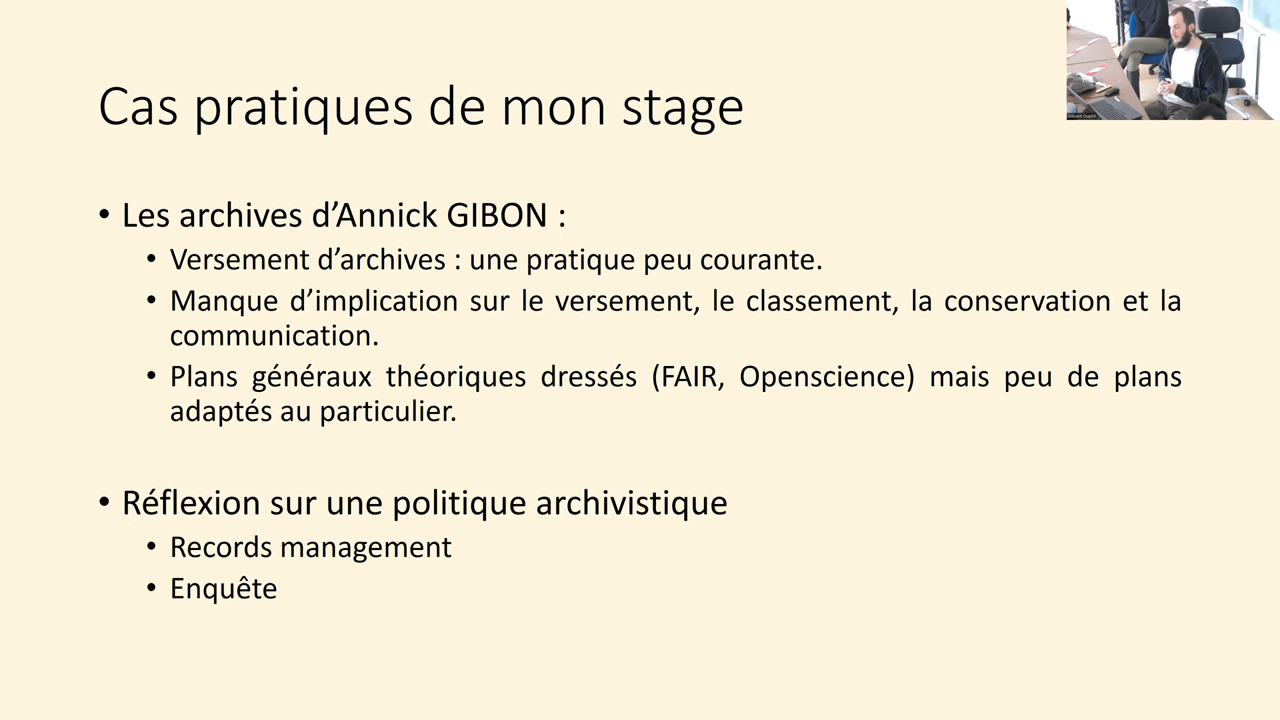 Cas pratiques de mon stage
• Les archives d’Annick GIBON :
• Versement d’archives : une pratique peu courante.
• Manque d’implication sur le versement, le classement, la conservation et la
communication.
• Plans généraux théoriques dressés (FAIR, Openscience) mais peu de plans
adaptés au particulier.
• Réflexion sur une politique archivistique
• Records management
• Enquête